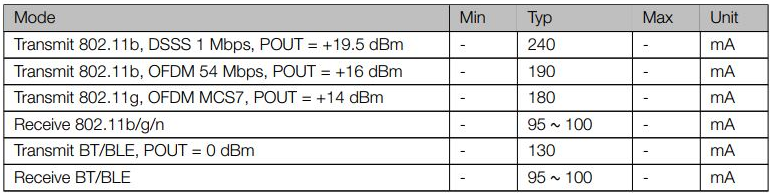 Mode Min Typ Max Unit
Transmit 802.11b, DSSS 1 Mbps, POUT = +19.5 dBm - 240 - mA
Transmit 802.11b, OFDM 54 Mbps, POUT = +16 dBm - 190 - mA
Transmit 802.11g, OFDM MCS7, POUT = +14 dBm - 180 - mA
Receive 802.11b/g/n - 95 ~ 100 - mA
Transmit BT/BLE, POUT = 0 dBm - 130 - mA
Receive BT/BLE - 95 ~ 100 - mA